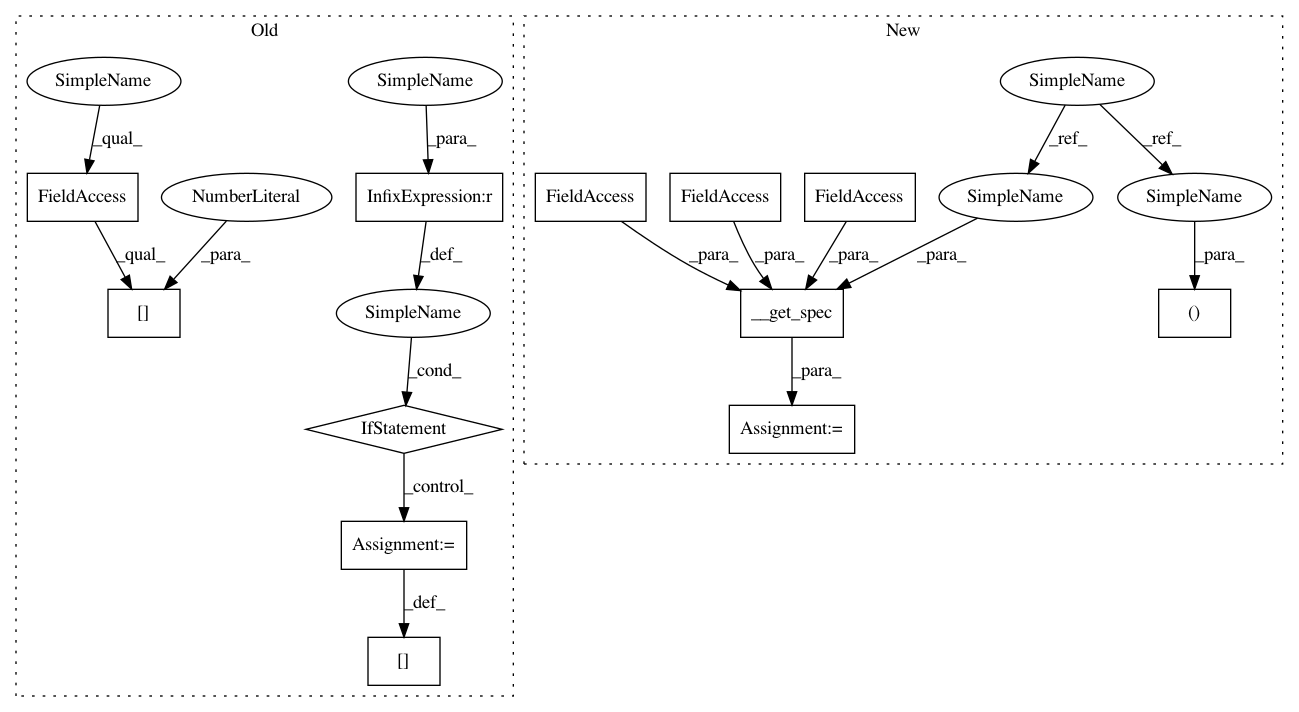 Old
New
SimpleName
SimpleName
SimpleName
_qual_
_para_
_ref_
_ref_
FieldAccess
NumberLiteral
InfixExpression:r
FieldAccess
FieldAccess
FieldAccess
SimpleName
SimpleName
_qual_
_para_
_def_
_para_
_para_
_para_
_para_
_para_
[]
SimpleName
__get_spec
()
_cond_
_para_
IfStatement
Assignment:=
_control_
Assignment:=
_def_
[]